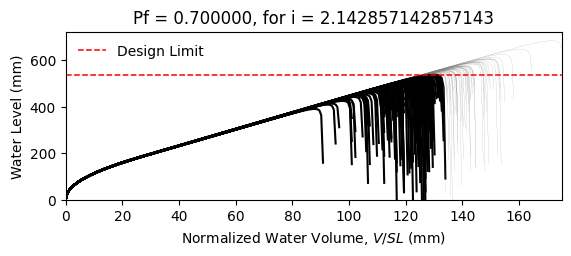 Pf = 0.700000, for i = 2.142857142857143
Design Limit
Water Level (mm)
600
400
200
0
0 20 40 60 80 100 120 140 160
Normalized Water Volume, V/SL (mm)